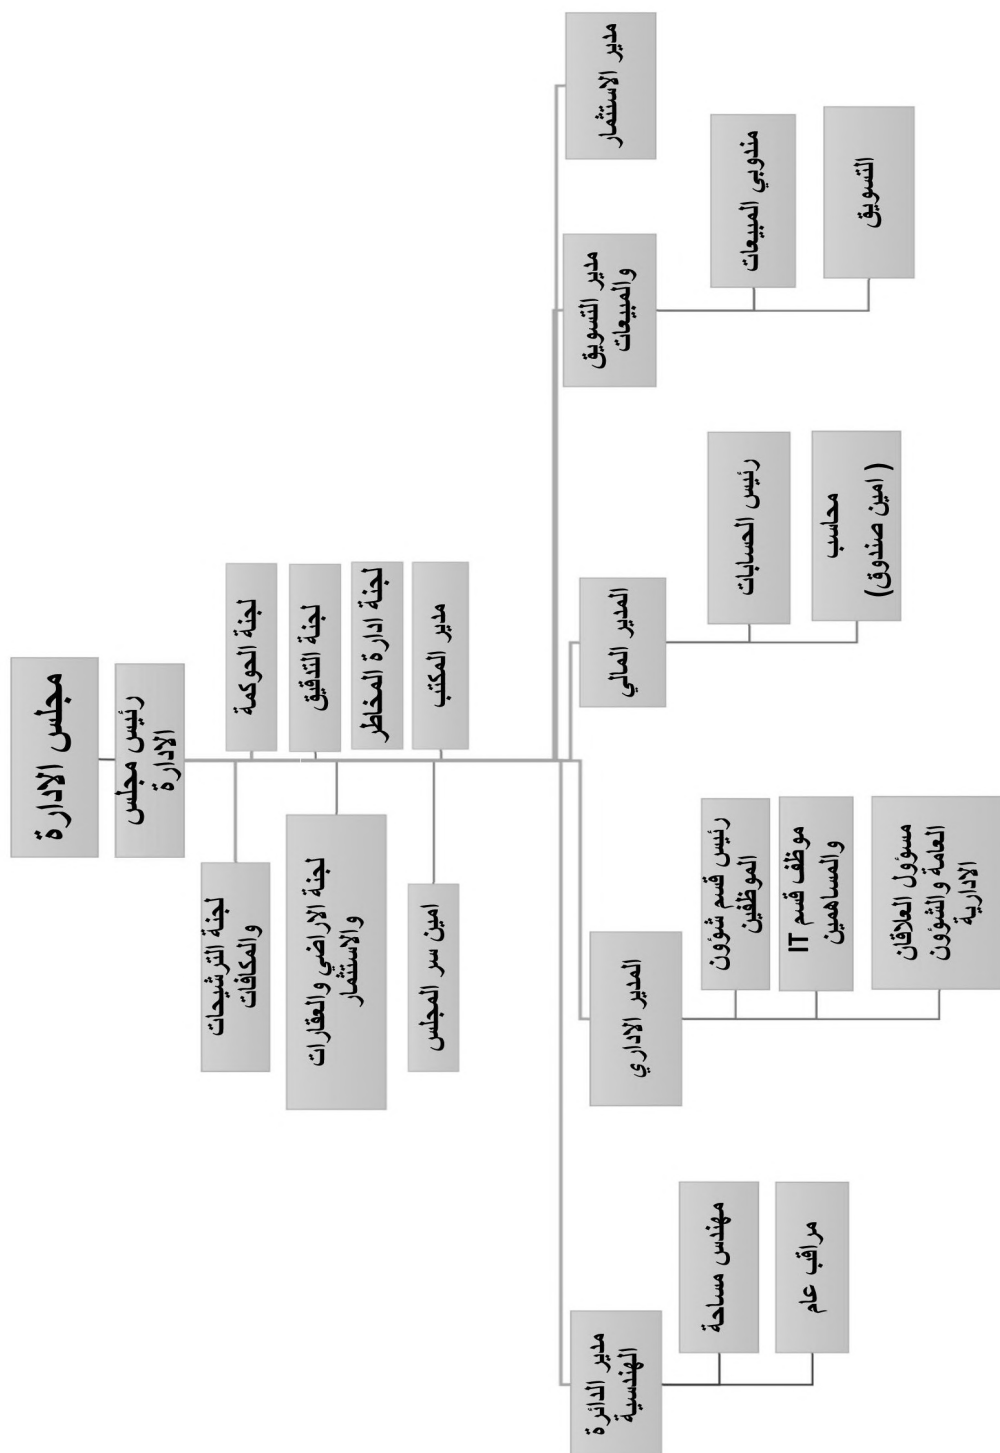 مجلس الادارة
رئيس مجلس
الادارة
لجنة الحوكمة
لجنة الترشيحات
والمكافات
لجنة التدقيق
لجنة الاراضي والعقارات
والاستثمار
لجنة ادارة المخاطر
مدير المكتب
امين سر المجلس
مدير الاستثمار
مدير التسويق
والمبيعات
مندوبي المبيعات
التسويق
المدير المالي
رئيس الحسابات
محاسب
( امين صندوق)
المدير الاداري
رئيس قسم شؤون
الموظفين
موظف قسم IT
والمساهمين
مسؤول العلاقان
العامة والشؤون
الادارية
مدير الدائرة
الهندسية
مهندس مساحة
مراقب عام